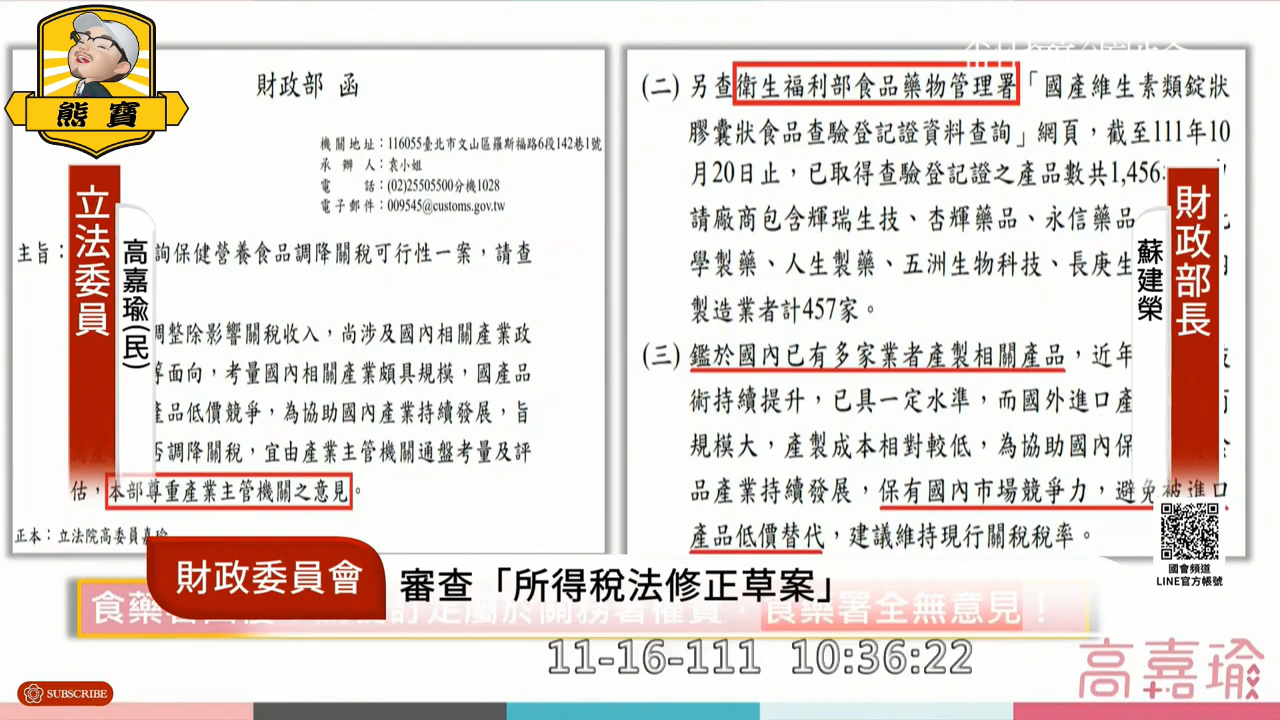 熊寶
財政部 函
機關地址：116055臺北市文山區羅斯福路6段142巷1號
承辦人：袁小姐
電話：(02)25505500分機1028
電子郵件：009545@customs.gov.tw
主旨：
詢保健營養食品調降關稅可行性一案，請查
調整除影響關稅收入，尚涉及國內相關產業政
等面向，考量國內相關產業頗具規模，國產品
產品低價競爭，為協助國內產業持續發展，旨
否調降關稅，宜由產業主管機關通盤考量及評
估，本部尊重產業主管機關之意見。
正本：立法院高委員嘉瑜
立法委員
高嘉瑜(民)
(二)另查衛生福利部食品藥物管理署「國產維生素類錠狀
膠囊狀食品查驗登記證資料查詢」網頁，截至111年10
月20日止，已取得查驗登記證之產品數共1,456
請廠商包含輝瑞生技、杏輝藥品、永信藥品
學製藥、人生製藥、五洲生物科技、長庚生
製造業者計457家。
(三)鑑於國內已有多家業者產製相關產品，近年
術持續提升，已具一定水準，而國外進口產
規模大，產製成本相對較低，為協助國內保
品產業持續發展，保有國內市場競爭力，避免被進口
產品低價替代，建議維持現行關稅稅率。
財政部長
蘇建榮
國會頻道
LINE官方帳號
財政委員會
審查「所得稅法修正草案」
食藥署全無意見！
11-16-111 10:36:22
高嘉瑜
SUBSCRIBE